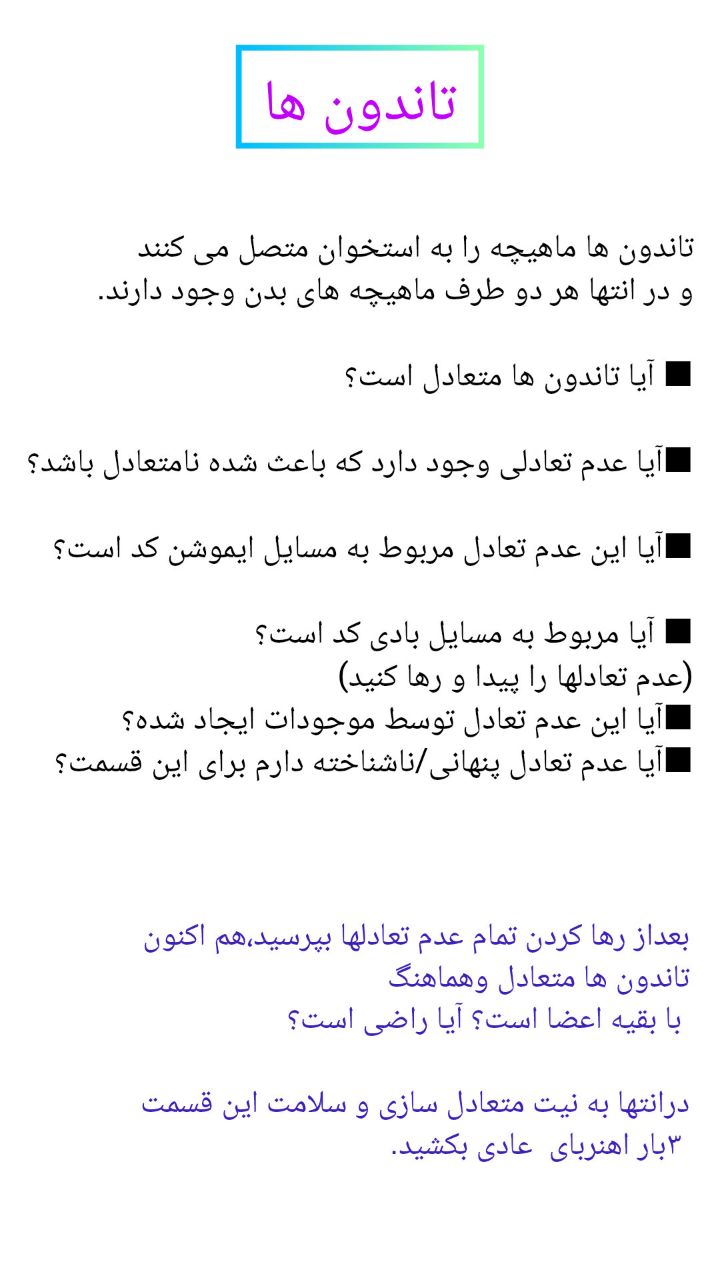 تاندون ها
تاندون ها ماهیچه را به استخوان متصل می کنند
و در انتها هر دو طرف ماهیچه های بدن وجود دارند.
■ آیا تاندون ها متعادل است؟
■آیا عدم تعادلی وجود دارد که باعث شده نامتعادل باشد؟
■آیا این عدم تعادل مربوط به مسایل ایموشن کد است؟
■ آیا مربوط به مسایل بادی کد است؟
(عدم تعادلها را پیدا و رها کنید)
■آیا این عدم تعادل توسط موجودات ایجاد شده؟
■آیا عدم تعادل پنهانی/ناشناخته دارم برای این قسمت؟
بعداز رها کردن تمام عدم تعادلها بپرسید،هم اکنون
تاندون ها متعادل وهماهنگ
با بقیه اعضا است؟ آیا راضی است؟
درانتها به نیت متعادل سازی و سلامت این قسمت
۳بار اهنربای عادی بکشید.